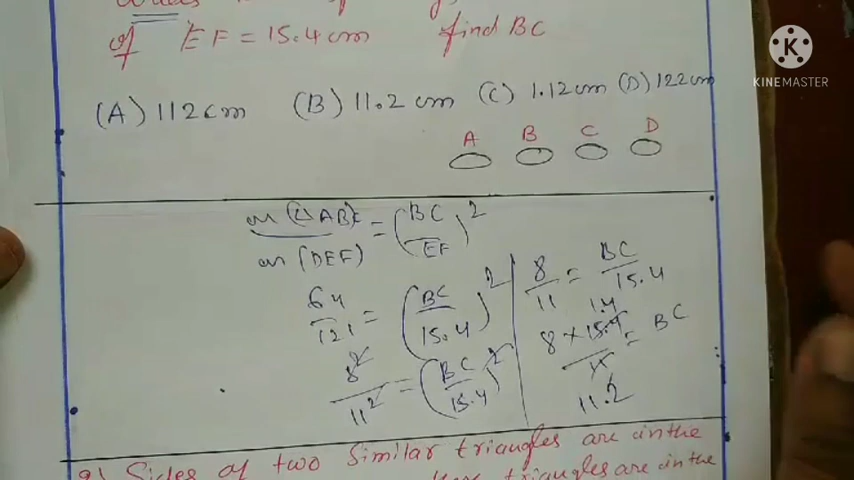 of EF = 15.4 cm find BC
(A) 112 cm (B) 11.2 cm (C) 1.12 cm (D) 122 cm
A B C D
ar (△ABC) = (BC/EF)²
ar (DEF)
64/121 = (BC/15.4)²
8²/11² = (BC/15.4)²
8/11 = BC/15.4
1.4
8 × 15.4/11 = BC
11.2
9) Sides of two Similar triangles are in the
triangles are in the
K
KINEMASTER